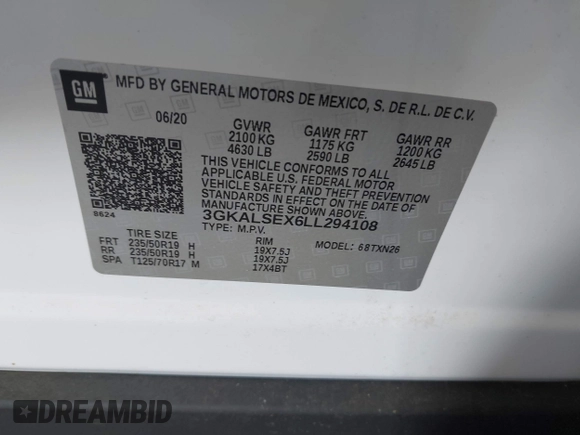 GM
MFD BY GENERAL MOTORS DE MEXICO, S. DE R.L. DE C.V.
06/20 GVWR GAWR FRT GAWR RR
2100 KG 1175 KG 1200 KG
4630 LB 2590 LB 2645 LB
THIS VEHICLE CONFORMS TO ALL
APPLICABLE U.S. FEDERAL MOTOR
VEHICLE SAFETY AND THEFT PREVENTION
STANDARDS IN EFFECT ON THE DATE OF
MANUFACTURE SHOWN ABOVE.
8624 3GKALSEX6LL294108
TYPE: M.P.V. MODEL: 68TXN26
TIRE SIZE RIM
FRT 235/50R19 H 19X7.5J
RR 235/50R19 H 19X7.5J
SPA T125/70R17 M 17X4BT
DREAMBID